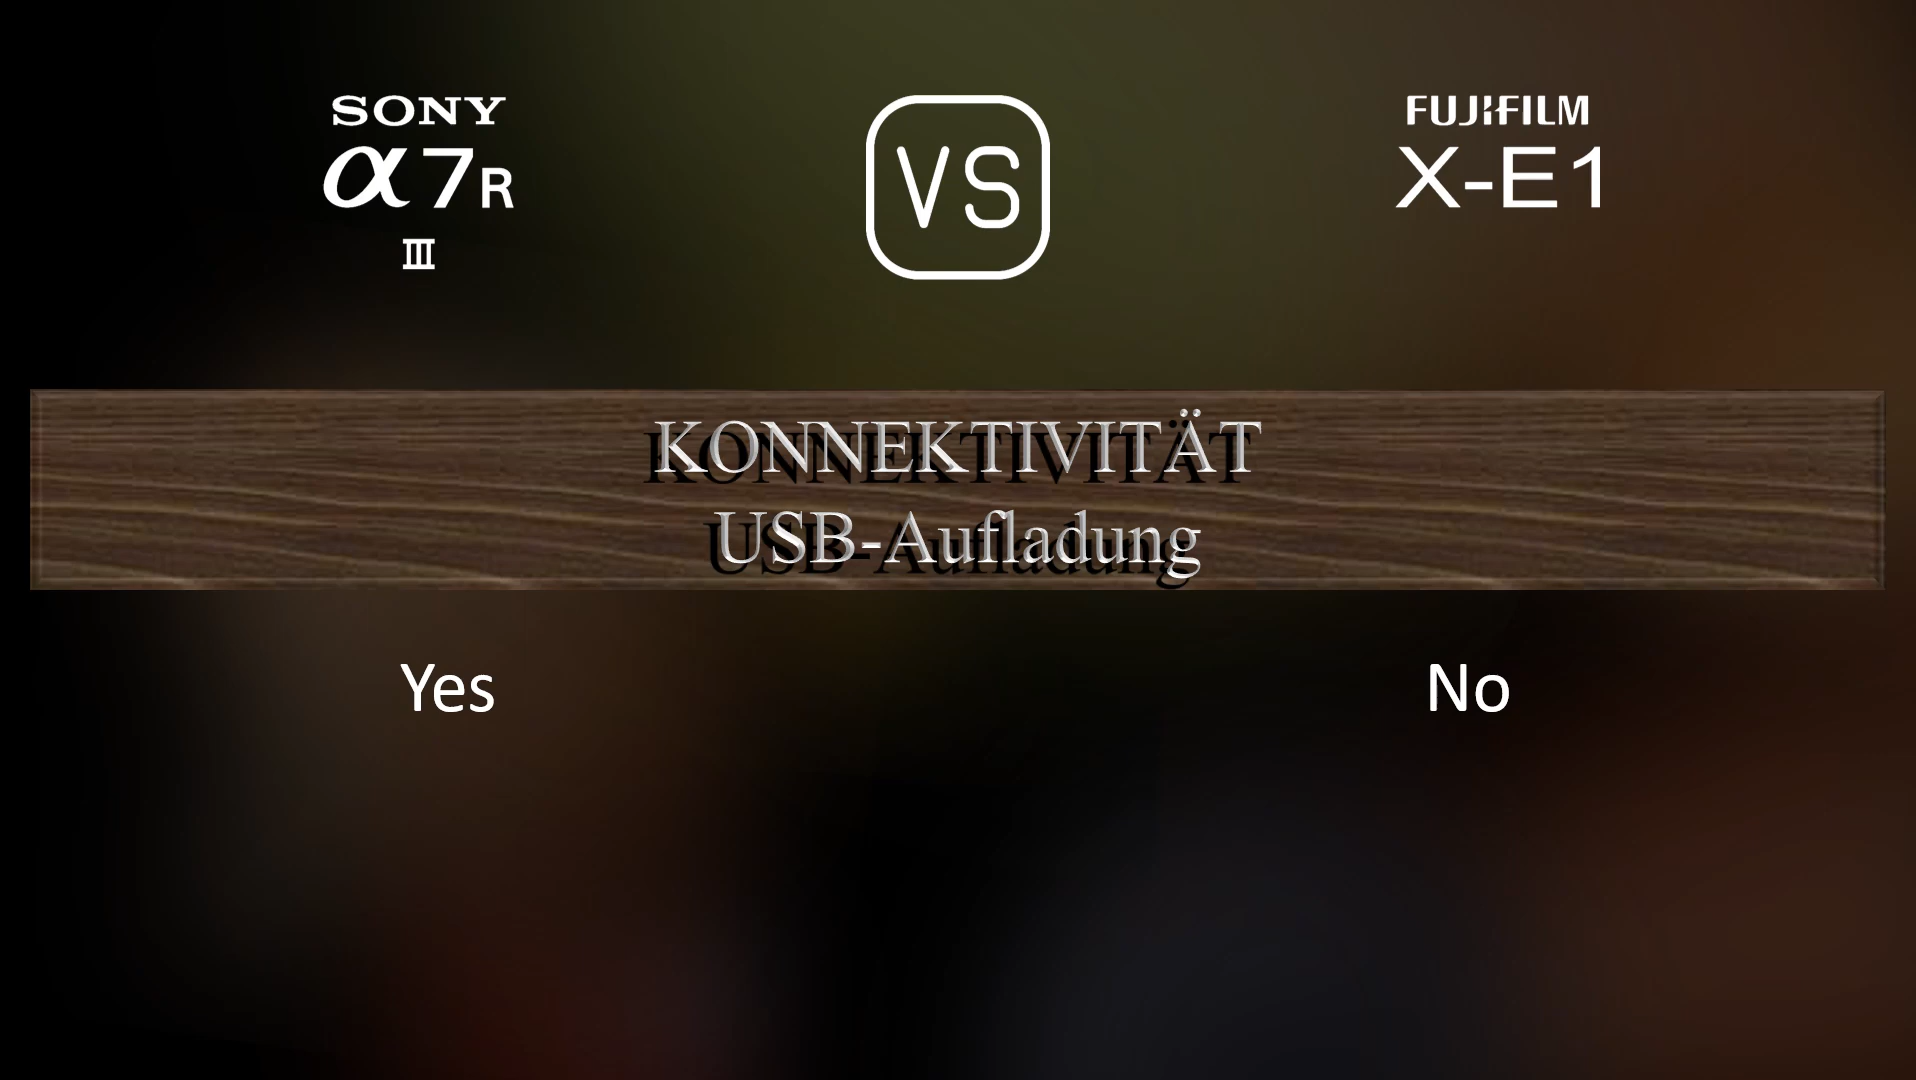 SONY
α7R
III
VS
FUJIFILM
X-E1
KONNEKTIVITÄT
USB-Aufladung
Yes
No